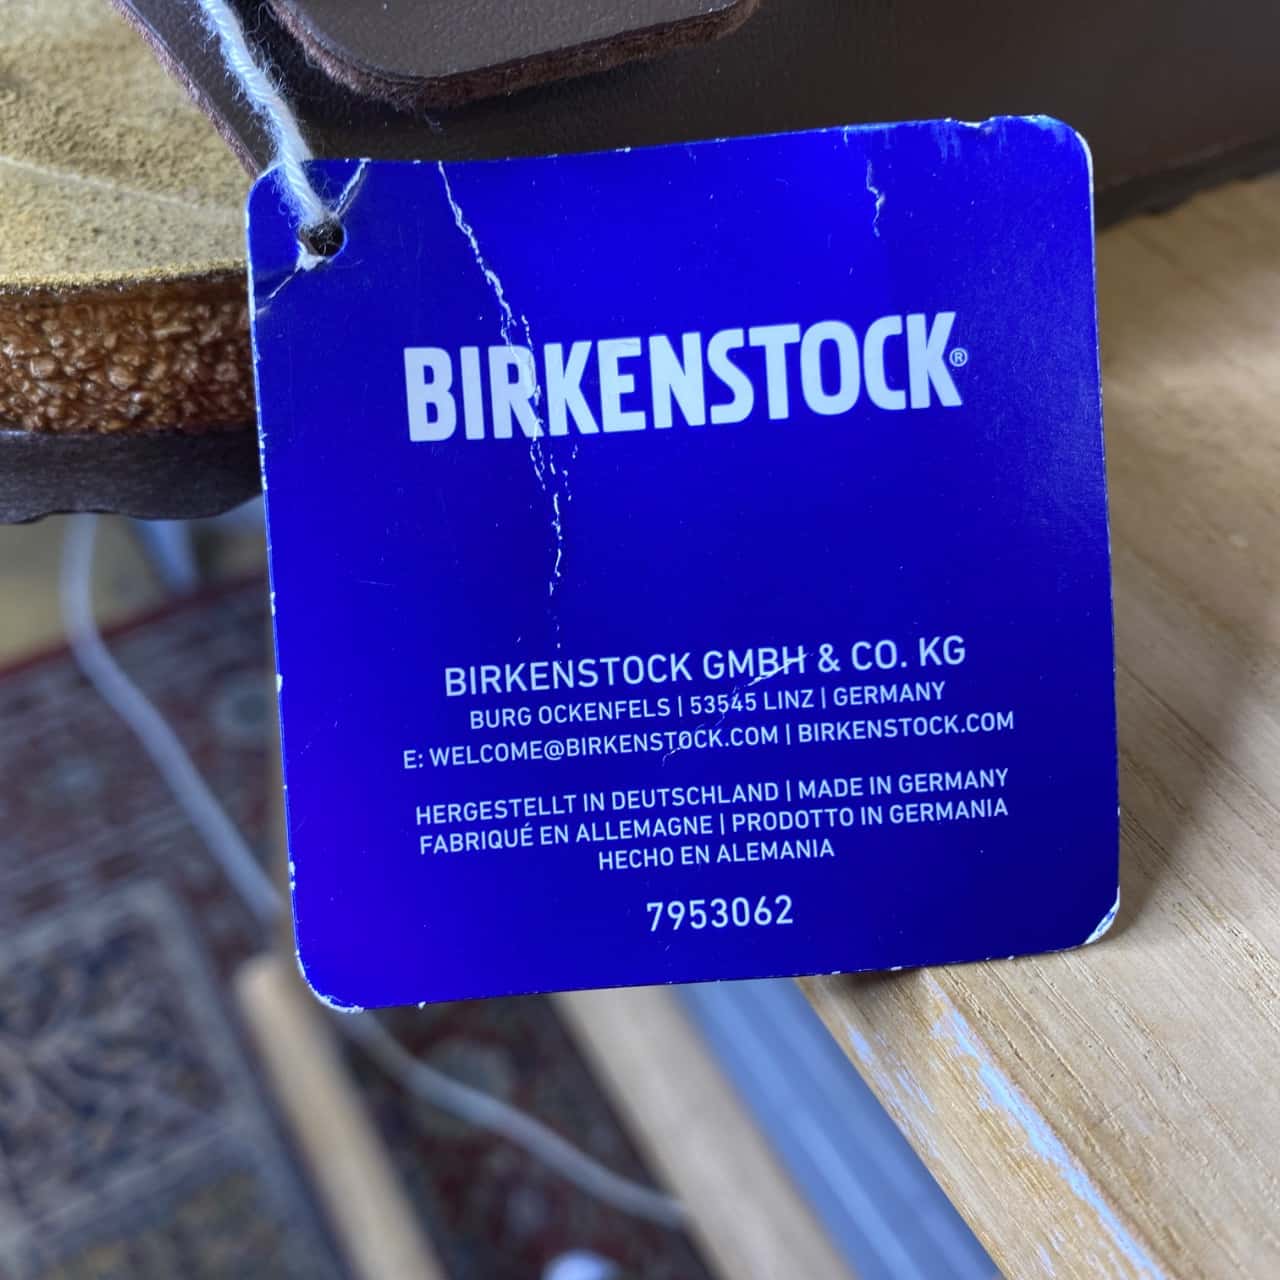 BIRKENSTOCK®
BIRKENSTOCK GMBH & CO. KG
BURG OCKENFELS | 53545 LINZ | GERMANY
E: WELCOME@BIRKENSTOCK.COM | BIRKENSTOCK.COM
HERGESTELLT IN DEUTSCHLAND | MADE IN GERMANY
FABRIQUÉ EN ALLEMAGNE | PRODOTTO IN GERMANIA
HECHO EN ALEMANIA
7953062